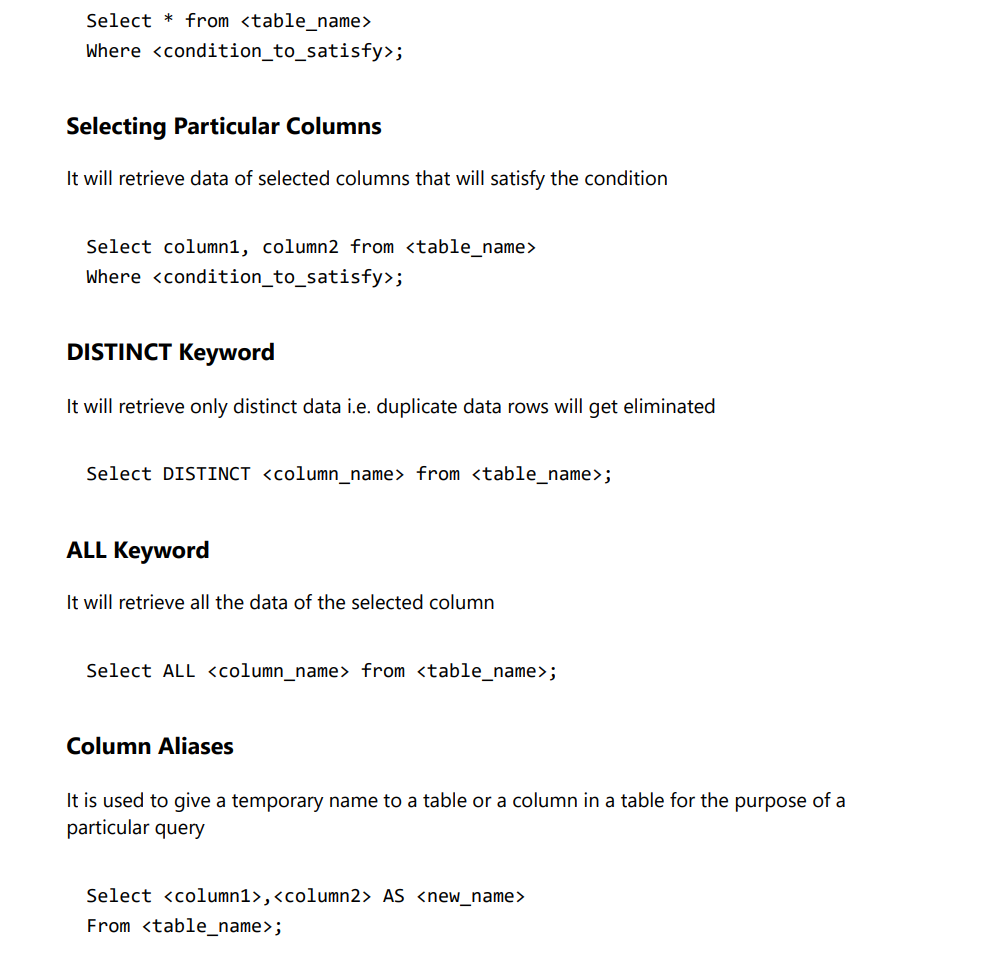 Select * from <table_name>
Where <condition_to_satisfy>;
Selecting Particular Columns
It will retrieve data of selected columns that will satisfy the condition
Select column1, column2 from <table_name>
Where <condition_to_satisfy>;
DISTINCT Keyword
It will retrieve only distinct data i.e. duplicate data rows will get eliminated
Select DISTINCT <column_name> from <table_name>;
ALL Keyword
It will retrieve all the data of the selected column
Select ALL <column_name> from <table_name>;
Column Aliases
It is used to give a temporary name to a table or a column in a table for the purpose of a
particular query
Select <column1>,<column2> AS <new_name>
From <table_name>;